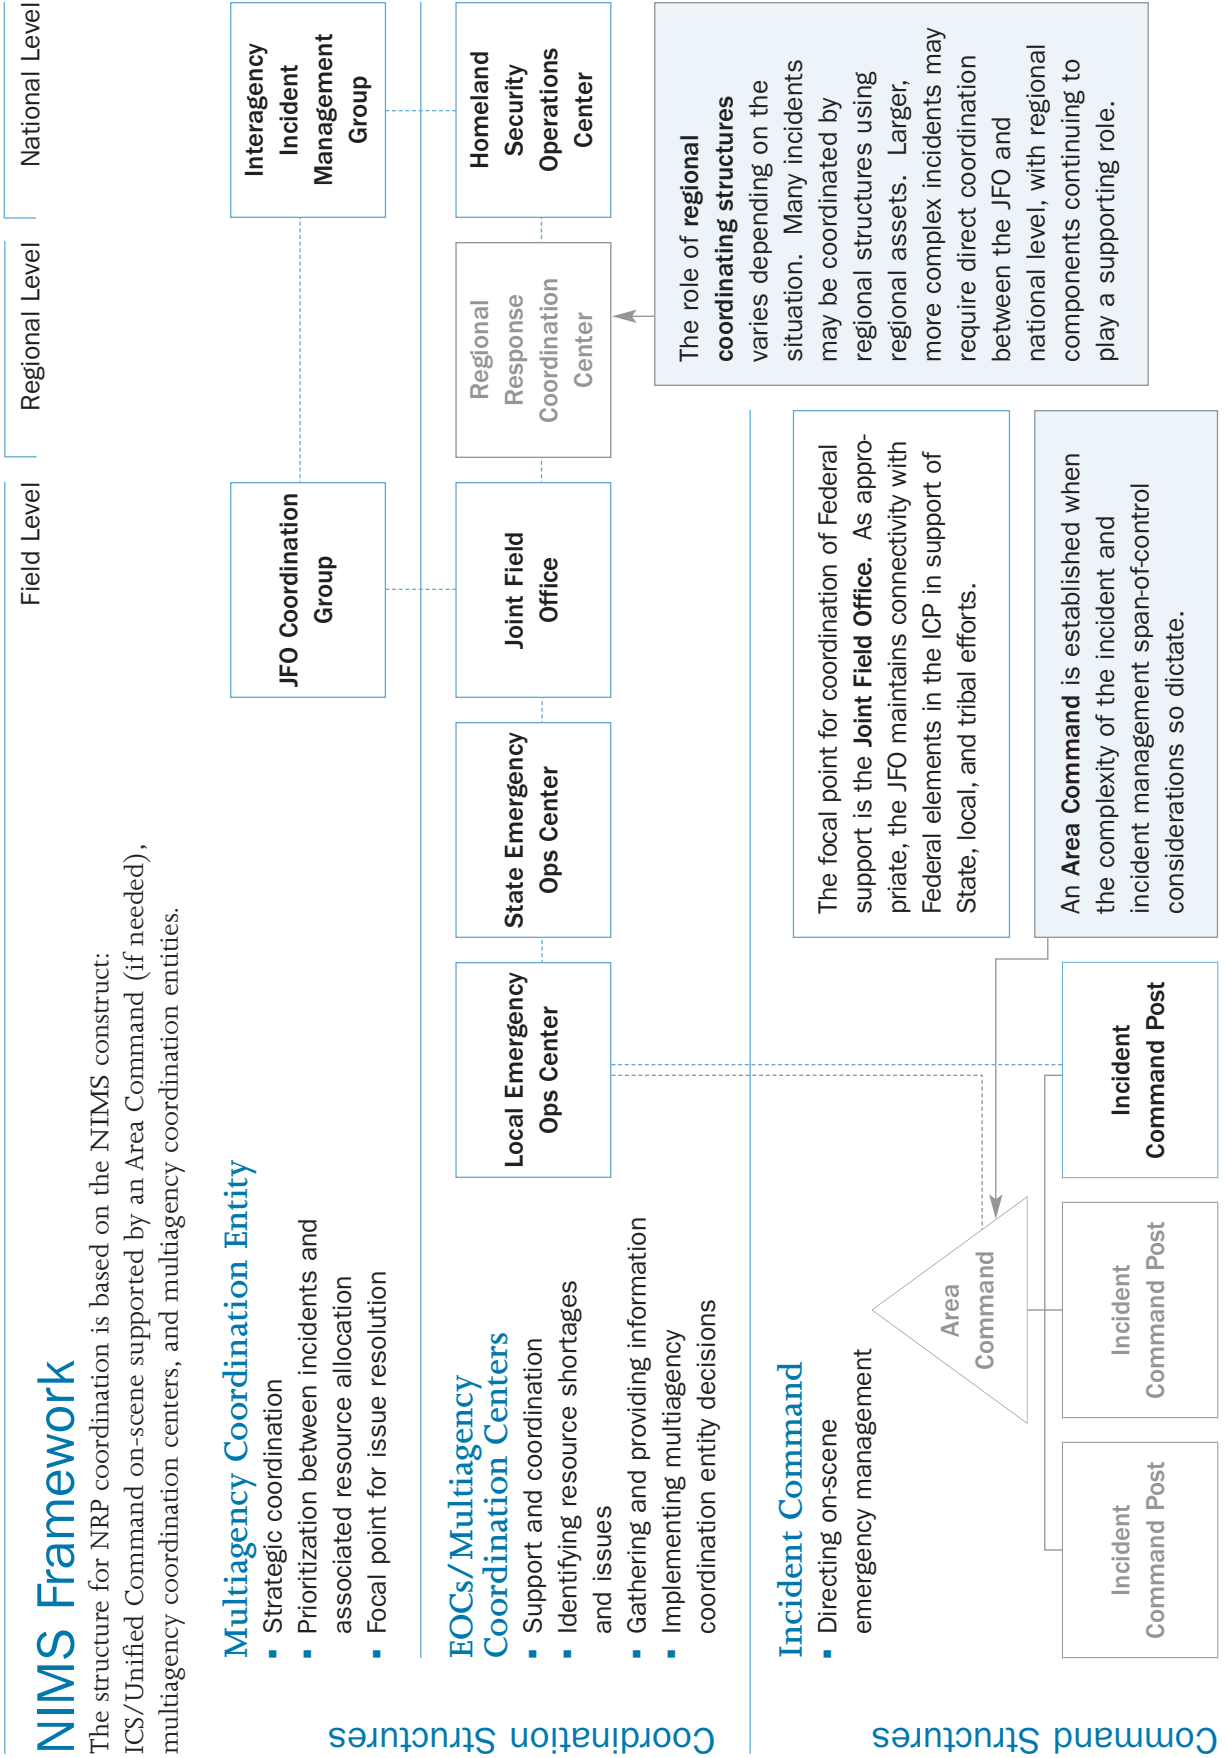 NIMS Framework
The structure for NRP coordination is based on the NIMS construct:
ICS/Unified Command on-scene supported by an Area Command (if needed),
multiagency coordination centers, and multiagency coordination entities.
Field Level
Regional Level
National Level
Coordination Structures
Multiagency Coordination Entity
▪ Strategic coordination
▪ Prioritization between incidents and
associated resource allocation
▪ Focal point for issue resolution
JFO Coordination
Group
Interagency
Incident
Management
Group
EOCs/Multiagency
Coordination Centers
▪ Support and coordination
▪ Identifying resource shortages
and issues
▪ Gathering and providing information
▪ Implementing multiagency
coordination entity decisions
Local Emergency
Ops Center
State Emergency
Ops Center
Joint Field
Office
Regional
Response
Coordination
Center
Homeland
Security
Operations
Center
The role of regional
coordinating structures
varies depending on the
situation. Many incidents
may be coordinated by
regional structures using
regional assets. Larger,
more complex incidents may
require direct coordination
between the JFO and
national level, with regional
components continuing to
play a supporting role.
Command Structures
Incident Command
▪ Directing on-scene
emergency management
Area
Command
The focal point for coordination of Federal
support is the Joint Field Office. As appro-
priate, the JFO maintains connectivity with
Federal elements in the ICP in support of
State, local, and tribal efforts.
An Area Command is established when
the complexity of the incident and
incident management span-of-control
considerations so dictate.
Incident
Command Post
Incident
Command Post
Incident
Command Post